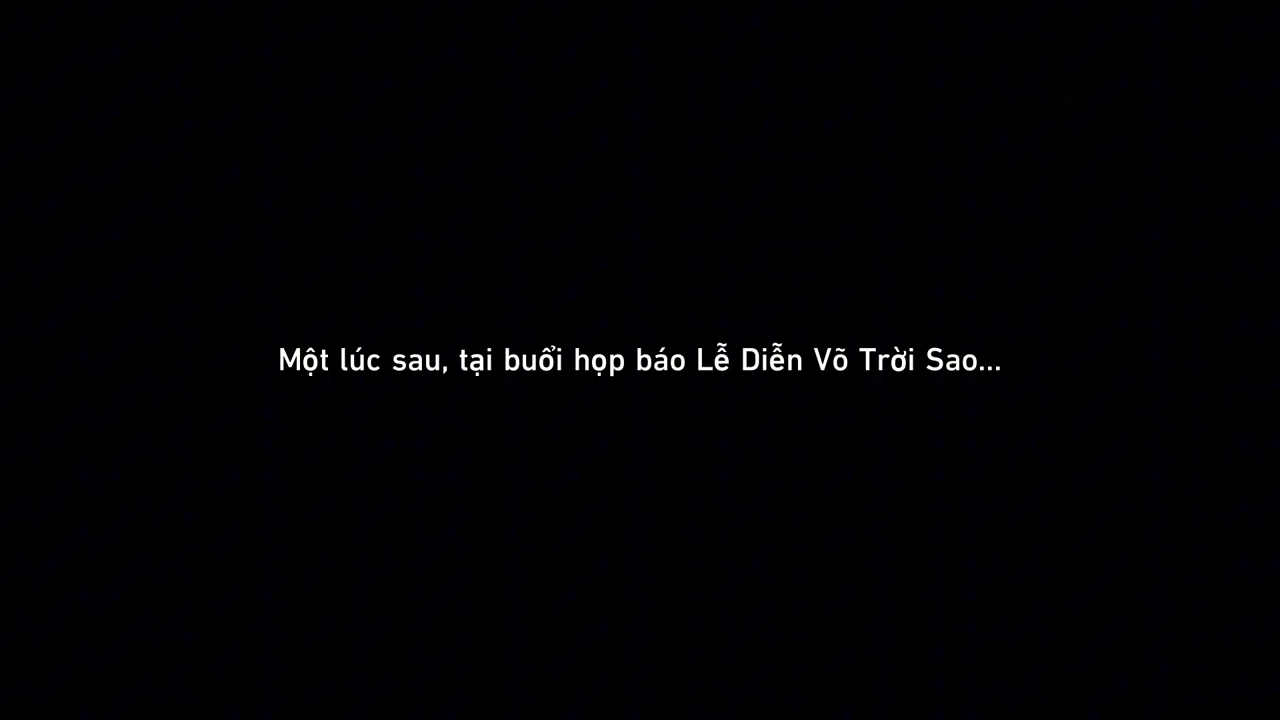 Một lúc sau, tại buổi họp báo Lễ Diễn Võ Trời Sao...